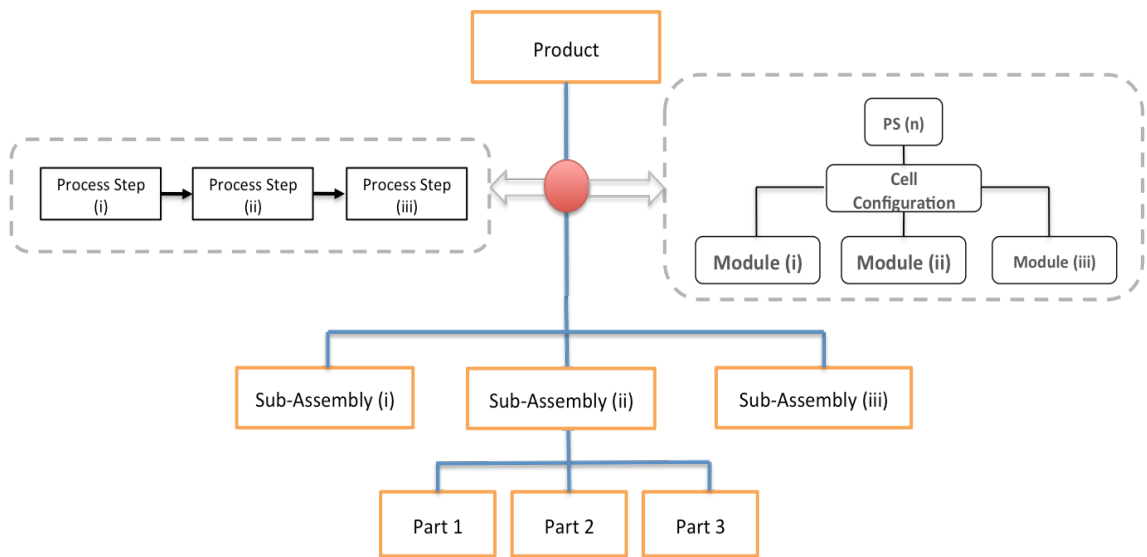 Product
PS (n)
Cell
Configuration
Process Step
(i)
Process Step
(ii)
Process Step
(iii)
Module (i)
Module (ii)
Module (iii)
Sub-Assembly (i)
Sub-Assembly (ii)
Sub-Assembly (iii)
Part 1
Part 2
Part 3